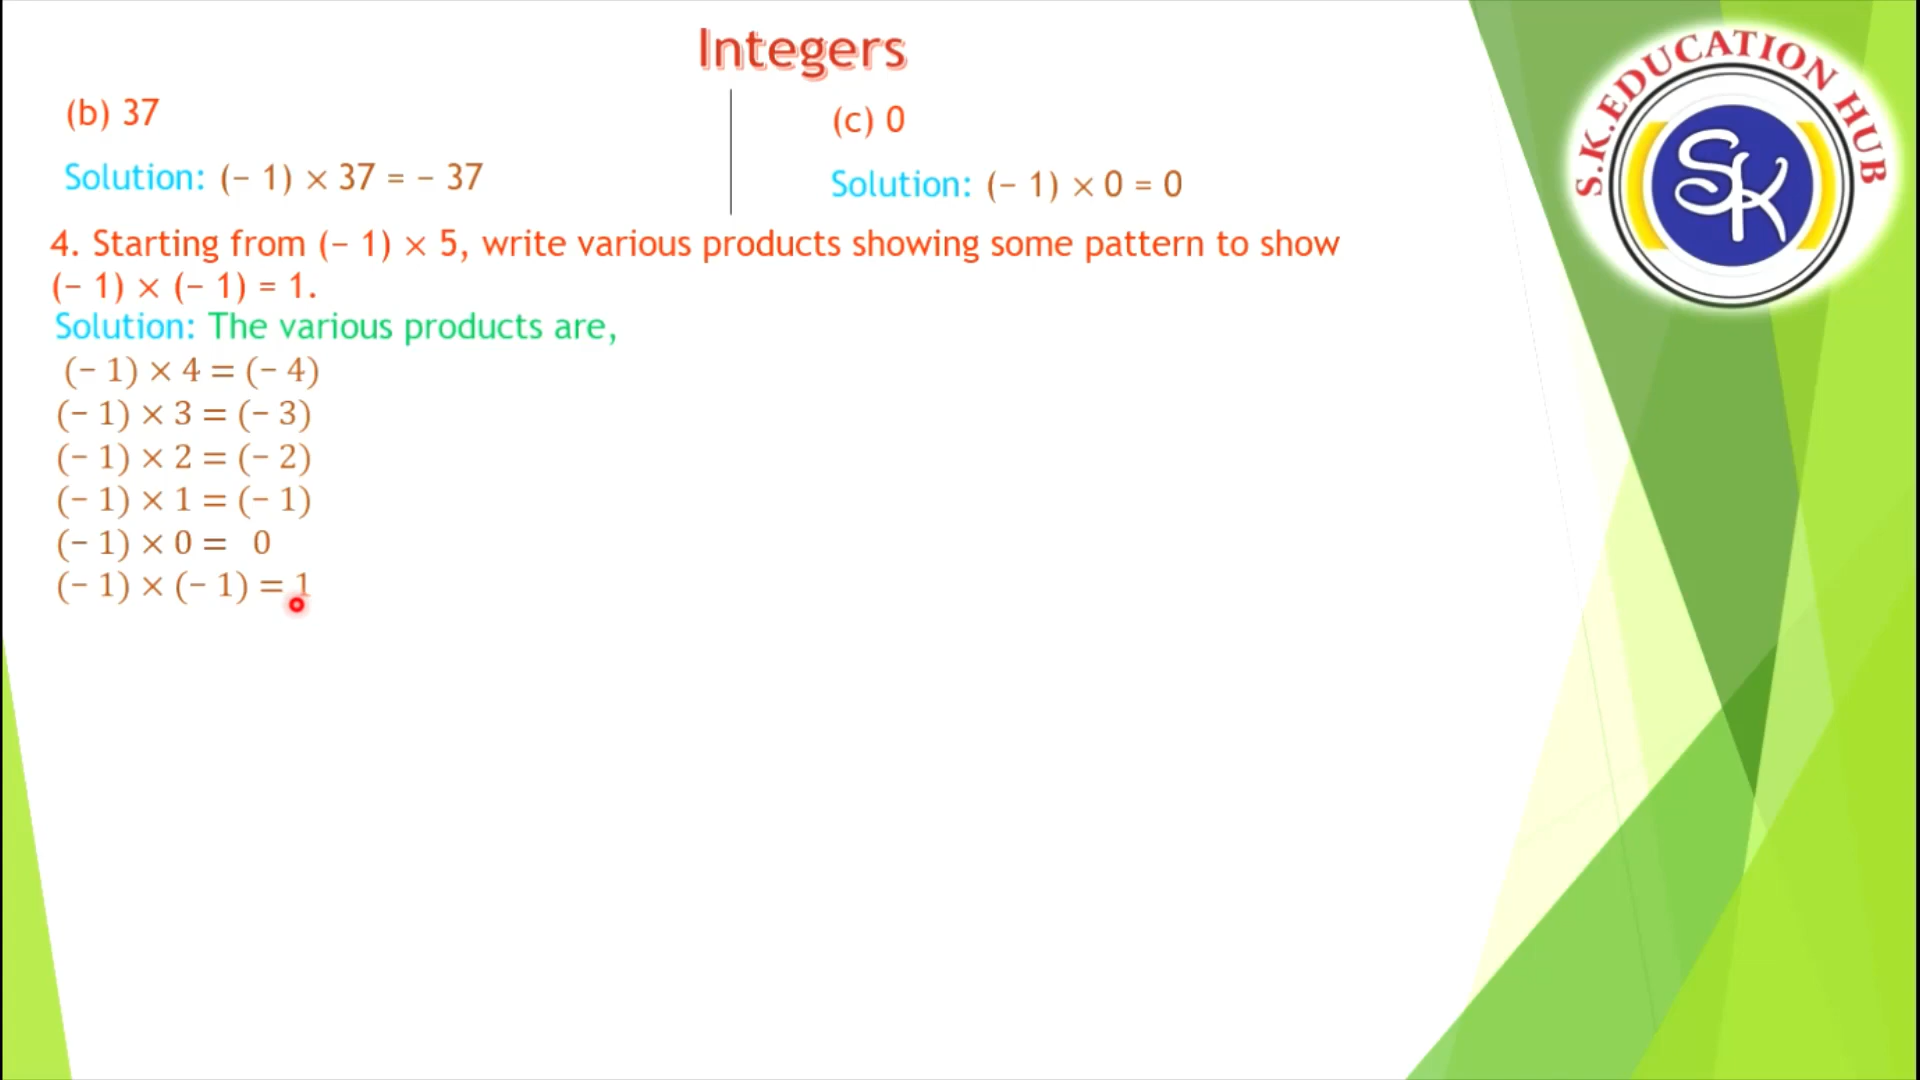 Integers
(b) 37
Solution: (− 1) × 37 = − 37
(c) 0
Solution: (− 1) × 0 = 0
4. Starting from (− 1) × 5, write various products showing some pattern to show
(− 1) × (− 1) = 1.
Solution: The various products are,
(− 1) × 4 = (− 4)
(− 1) × 3 = (− 3)
(− 1) × 2 = (− 2)
(− 1) × 1 = (− 1)
(− 1) × 0 = 0
(− 1) × (− 1) = 1
S.K.EDUCATION HUB
SK